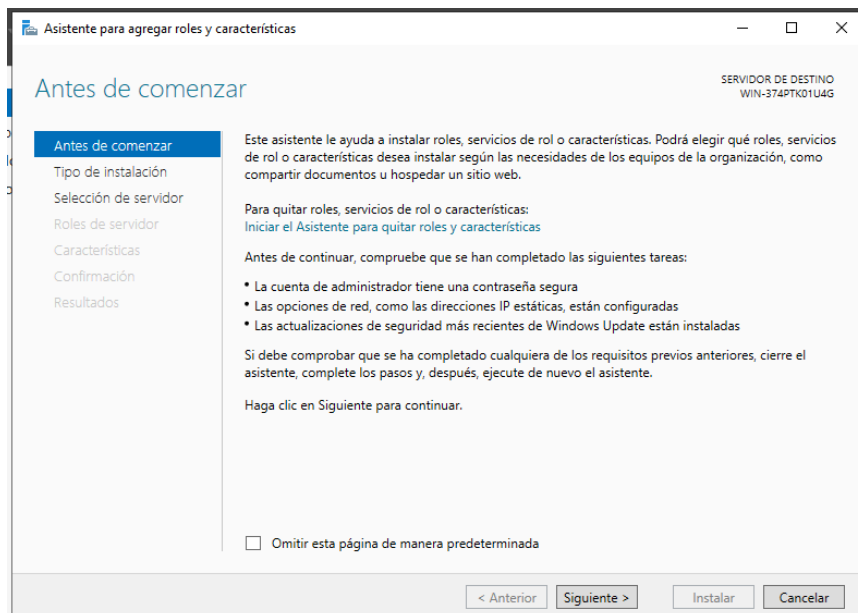 Asistente para agregar roles y características
Antes de comenzar
SERVIDOR DE DESTINO
WIN-374PTK01U4G
Antes de comenzar
Tipo de instalación
Selección de servidor
Roles de servidor
Características
Confirmación
Resultados
Este asistente le ayuda a instalar roles, servicios de rol o características. Podrá elegir qué roles, servicios
de rol o características desea instalar según las necesidades de los equipos de la organización, como
compartir documentos u hospedar un sitio web.
Para quitar roles, servicios de rol o características:
Iniciar el Asistente para quitar roles y características
Antes de continuar, compruebe que se han completado las siguientes tareas:
• La cuenta de administrador tiene una contraseña segura
• Las opciones de red, como las direcciones IP estáticas, están configuradas
• Las actualizaciones de seguridad más recientes de Windows Update están instaladas
Si debe comprobar que se ha completado cualquiera de los requisitos previos anteriores, cierre el
asistente, complete los pasos y, después, ejecute de nuevo el asistente.
Haga clic en Siguiente para continuar.
Omitir esta página de manera predeterminada
< Anterior
Siguiente >
Instalar
Cancelar